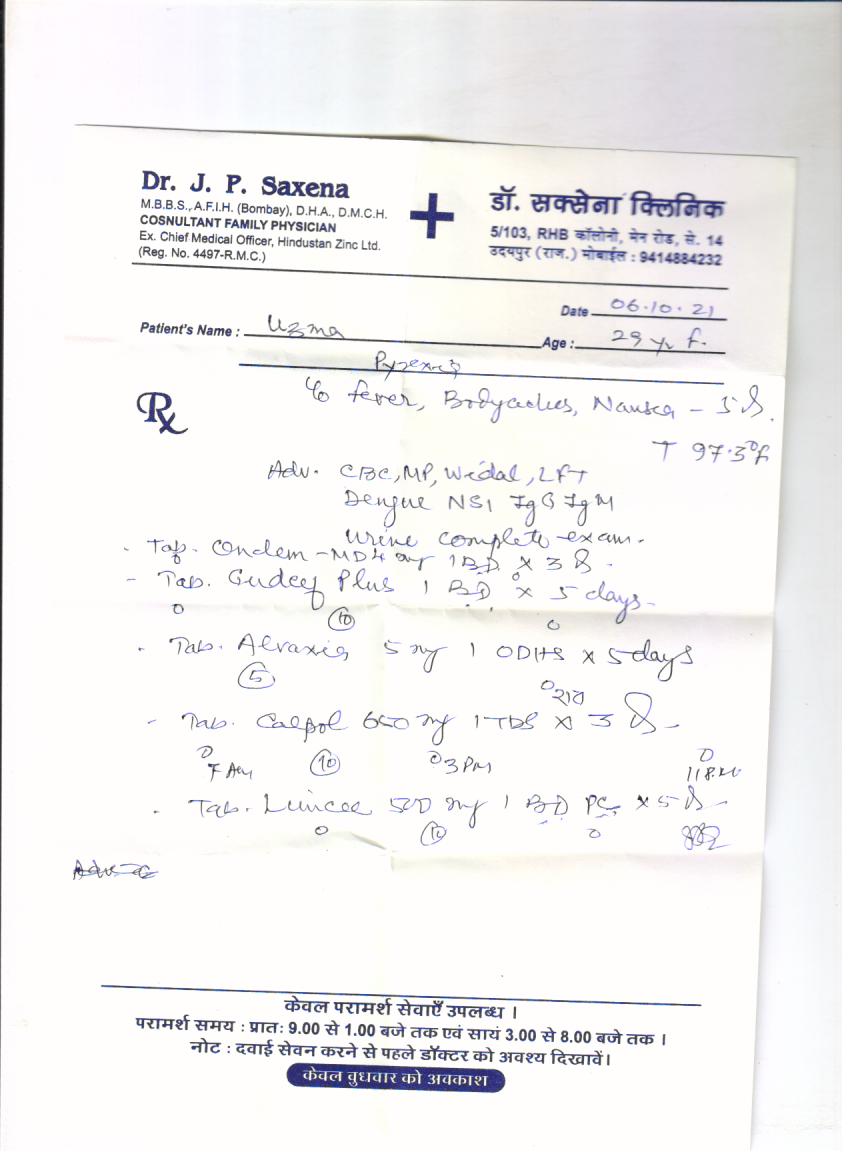 Dr. J. P. Saxena
M.B.B.S., A.F.I.H. (Bombay), D.H.A., D.M.C.H.
COSNULTANT FAMILY PHYSICIAN
Ex. Chief Medical Officer, Hindustan Zinc Ltd.
(Reg. No. 4497-R.M.C.)
डॉ. सक्सेना क्लिनिक
5/103, RHB कॉलोनी, मेन रोड, से. 14
उदयपुर (राज.) मोबाईल : 9414884232
Date 06.10.21
Patient's Name : Uzma
Age : 29 yr f.
Pyrexia
Rx
C/o fever, Bodyaches, Nausea - 5 d.
T 97.3°f
Adv. CBC, MP, Widal, LFT
Dengue NS1 IgG IgM
Urine complete exam.
- Tab. Ondem-MD 4 mg 1 BD x 3 d.
- Tab. Gudcef Plus 1 BD x 5 days
10
- Tab. 5 mg 1 ODHS x 5 days
5
रात
- Tab. Calpol 650 mg 1 TDS x 3 d
7 AM 10 3 PM 11
- Tab. Limcee 500 mg 1 BD PC x 5 d
10
केवल परामर्श सेवाएँ उपलब्ध ।
परामर्श समय : प्रातः 9.00 से 1.00 बजे तक एवं सायं 3.00 से 8.00 बजे तक ।
नोट : दवाई सेवन करने से पहले डॉक्टर को अवश्य दिखावें।
केवल बुधवार को अवकाश